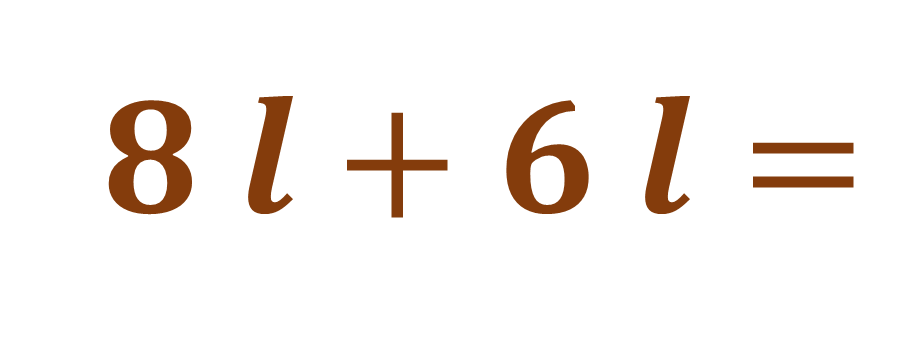 8 l + 6 l =